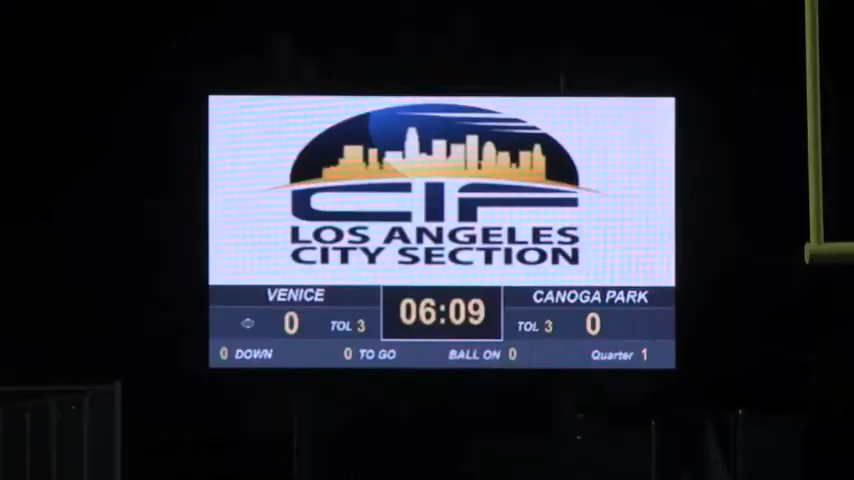 CIF
LOS ANGELES
CITY SECTION
VENICE
0 TOL 3
06:09
CANOGA PARK
TOL 3 0
0 DOWN 0 TO GO BALL ON 0 Quarter 1